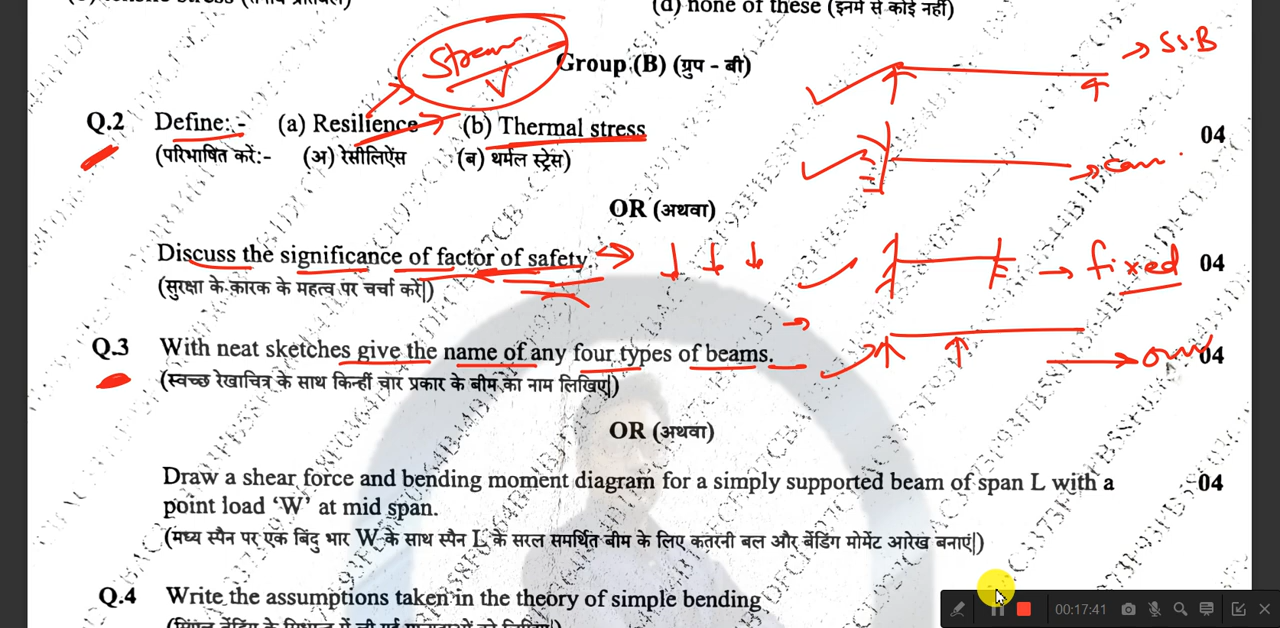 (d) none of these (इनमें से कोई नहीं)
Group (B) (ग्रुप - बी)
→ S.S.B
Q.2 Define:- (a) Resilience (b) Thermal stress 04
(परिभाषित करें:- (अ) रेसीलिऐंस (ब) थर्मल स्ट्रेस)
OR (अथवा)
Discuss the significance of factor of safety → fixed 04
(सुरक्षा के कारक के महत्व पर चर्चा करें|)
Q.3 With neat sketches give the name of any four types of beams. 04
(स्वच्छ रेखाचित्र के साथ किन्हीं चार प्रकार के बीम का नाम लिखिए|)
OR (अथवा)
Draw a shear force and bending moment diagram for a simply supported beam of span L with a 04
point load ‘W’ at mid span.
(मध्य स्पैन पर एक बिंदु भार W के साथ स्पैन L के सरल समर्थित बीम के लिए कतरनी बल और बेंडिंग मोमेंट आरेख बनाएं|)
Q.4 Write the assumptions taken in the theory of simple bending
00:17:41